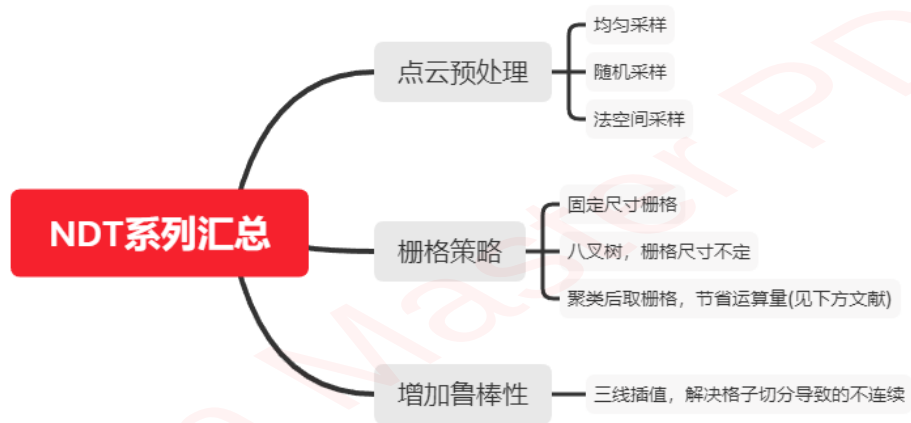 NDT系列汇总
点云预处理
均匀采样
随机采样
法空间采样
栅格策略
固定尺寸栅格
八叉树，栅格尺寸不定
聚类后取栅格，节省运算量(见下方文献)
增加鲁棒性
三线插值，解决格子切分导致的不连续
Master PD